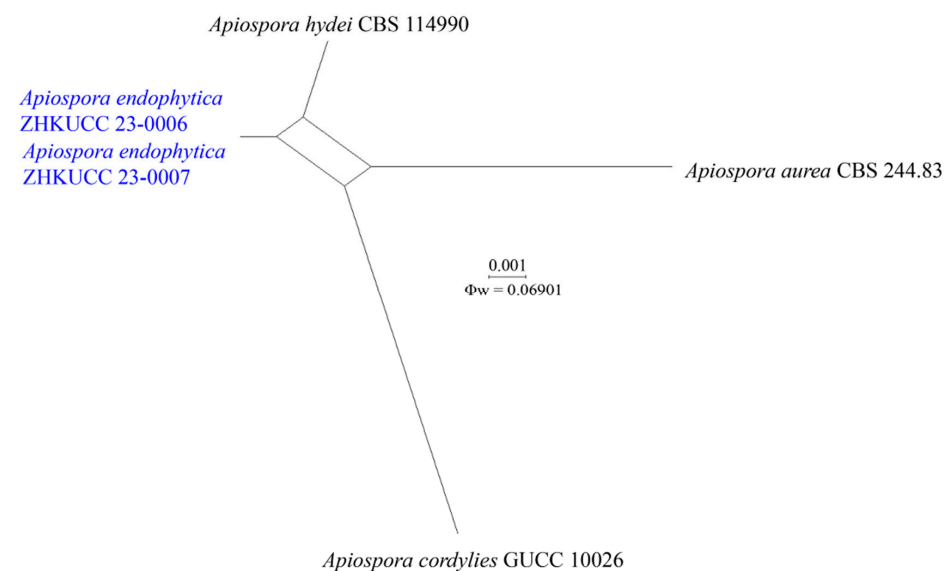 Apiospora hydei CBS 114990
Apiospora endophytica
ZHKUCC 23-0006
Apiospora endophytica
ZHKUCC 23-0007
Apiospora aurea CBS 244.83
0.001
Φw = 0.06901
Apiospora cordylies GUCC 10026